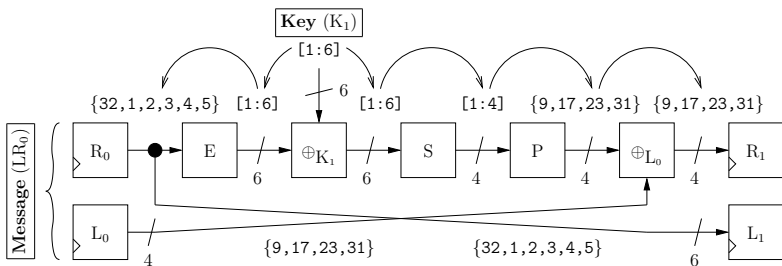 Key (K₁)
[1:6]
6
{32,1,2,3,4,5} [1:6] [1:6] [1:4] {9,17,23,31} {9,17,23,31}
Message (LR₀)
R₀ E ⊕K₁ S P ⊕L₀ R₁
6 6 4 4 4
L₀ L₁
4 6
{9,17,23,31} {32,1,2,3,4,5}